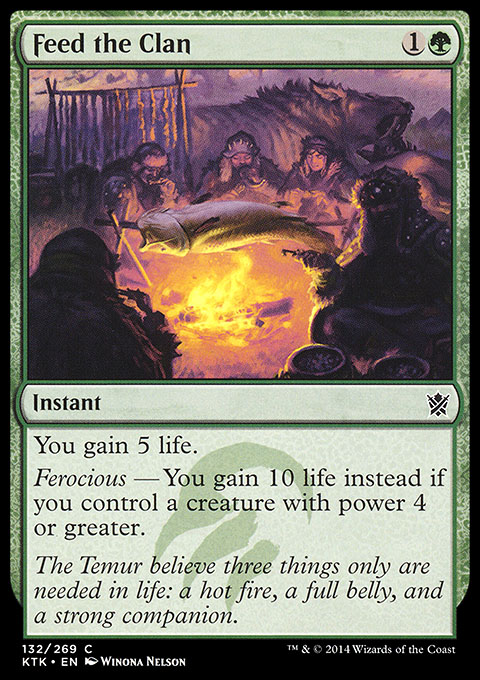 Feed the Clan 1
Instant
You gain 5 life.
Ferocious — You gain 10 life instead if
you control a creature with power 4
or greater.
The Temur believe three things only are
needed in life: a hot fire, a full belly, and
a strong companion.
132/269 C
KTK • EN Winona Nelson
™ & © 2014 Wizards of the Coast